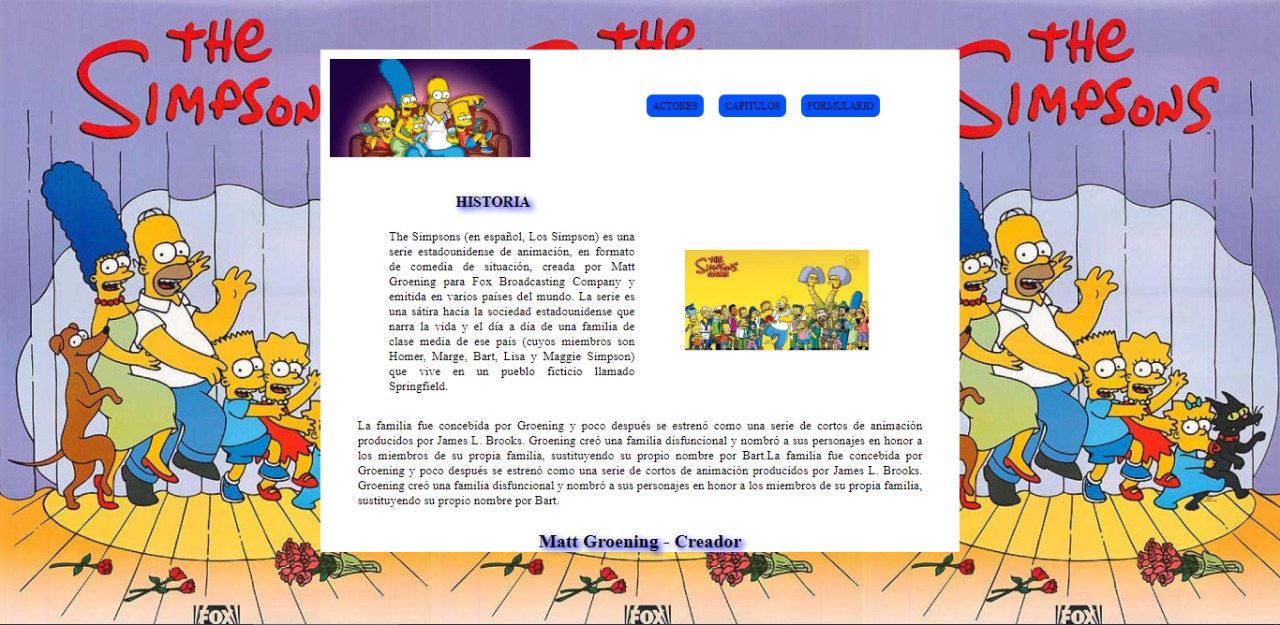 THE
SIMPSONS
THE
THE
SIMPSONS
ACTORES CAPITULOS FORMULARIO
HISTORIA
The Simpsons (en español, Los Simpson) es una
serie estadounidense de animación, en formato
de comedia de situación, creada por Matt
Groening para Fox Broadcasting Company y
emitida en varios países del mundo. La serie es
una sátira hacia la sociedad estadounidense que
narra la vida y el día a día de una familia de
clase media de ese país (cuyos miembros son
Homer, Marge, Bart, Lisa y Maggie Simpson)
que vive en un pueblo ficticio llamado
Springfield.
THE
SIMPSONS
GAME
La familia fue concebida por Groening y poco después se estrenó como una serie de cortos de animación
producidos por James L. Brooks. Groening creó una familia disfuncional y nombró a sus personajes en honor a
los miembros de su propia familia, sustituyendo su propio nombre por Bart.La familia fue concebida por
Groening y poco después se estrenó como una serie de cortos de animación producidos por James L. Brooks.
Groening creó una familia disfuncional y nombró a sus personajes en honor a los miembros de su propia familia,
sustituyendo su propio nombre por Bart.
Matt Groening - Creador
FOX
FOX
FOX